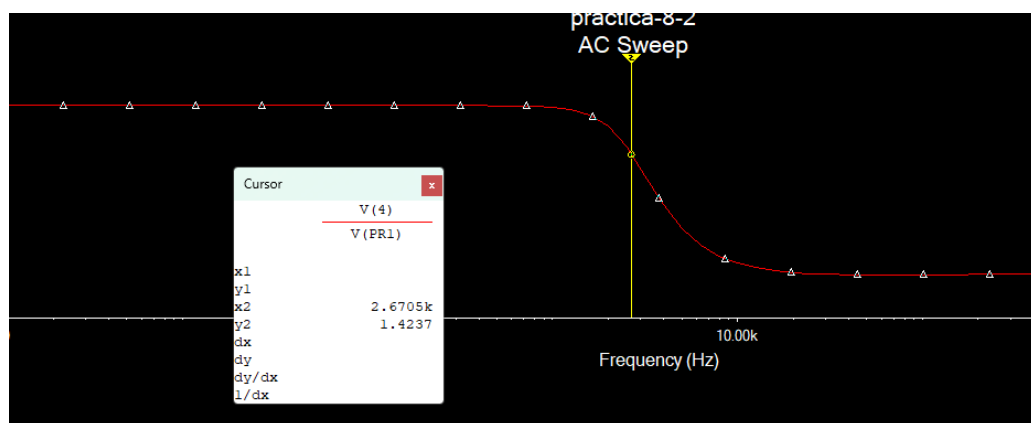 practica-8-2
AC Sweep
2
Cursor x
V(4)
V(PR1)
x1
y1
x2 2.6705k
y2 1.4237
dx
dy
dy/dx
1/dx
10.00k
Frequency (Hz)